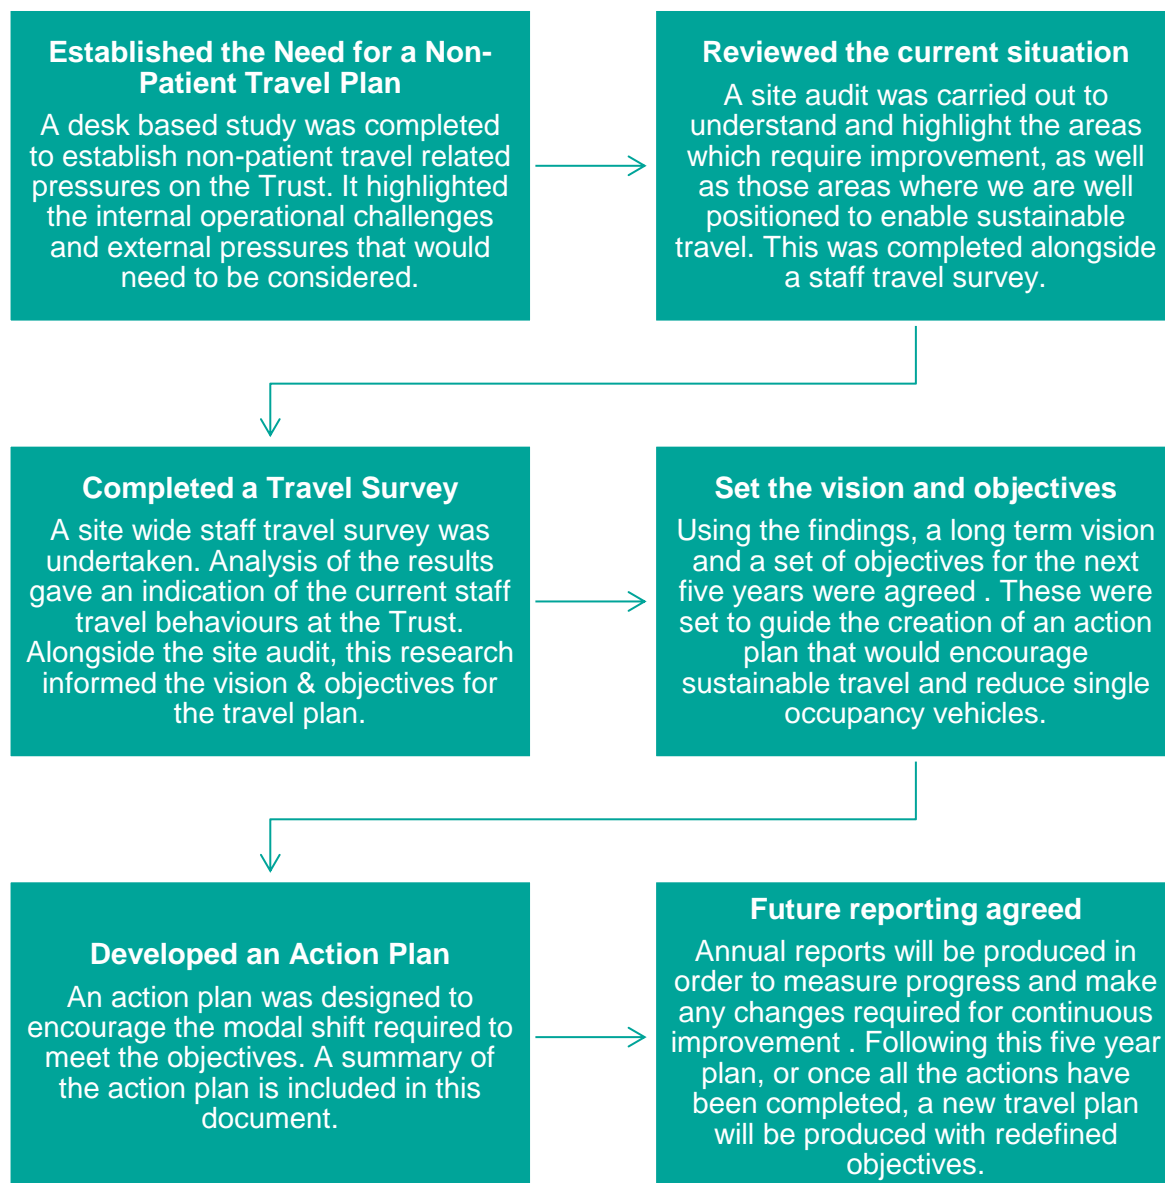 Established the Need for a Non-
Patient Travel Plan
A desk based study was completed
to establish non-patient travel related
pressures on the Trust. It highlighted
the internal operational challenges
and external pressures that would
need to be considered.
Reviewed the current situation
A site audit was carried out to
understand and highlight the areas
which require improvement, as well
as those areas where we are well
positioned to enable sustainable
travel. This was completed alongside
a staff travel survey.
Completed a Travel Survey
A site wide staff travel survey was
undertaken. Analysis of the results
gave an indication of the current staff
travel behaviours at the Trust.
Alongside the site audit, this research
informed the vision & objectives for
the travel plan.
Set the vision and objectives
Using the findings, a long term vision
and a set of objectives for the next
five years were agreed . These were
set to guide the creation of an action
plan that would encourage
sustainable travel and reduce single
occupancy vehicles.
Developed an Action Plan
An action plan was designed to
encourage the modal shift required to
meet the objectives. A summary of
the action plan is included in this
document.
Future reporting agreed
Annual reports will be produced in
order to measure progress and make
any changes required for continuous
improvement . Following this five year
plan, or once all the actions have
been completed, a new travel plan
will be produced with redefined
objectives.